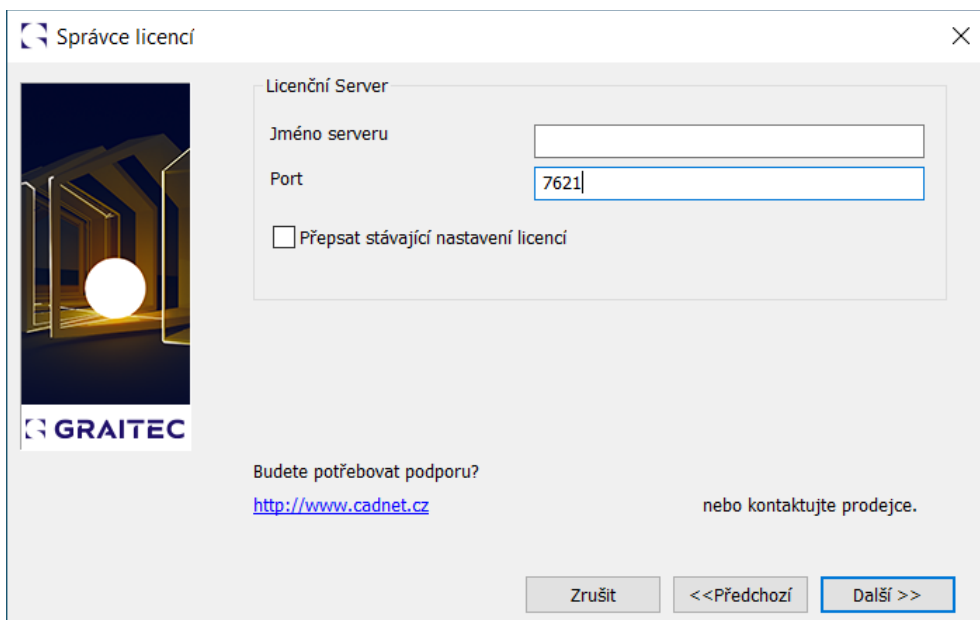 Správce licencí
Licenční Server
Jméno serveru
Port
7621
Přepsat stávající nastavení licencí
GRAITEC
Budete potřebovat podporu?
http://www.cadnet.cz nebo kontaktujte prodejce.
Zrušit <<Předchozí Další >>